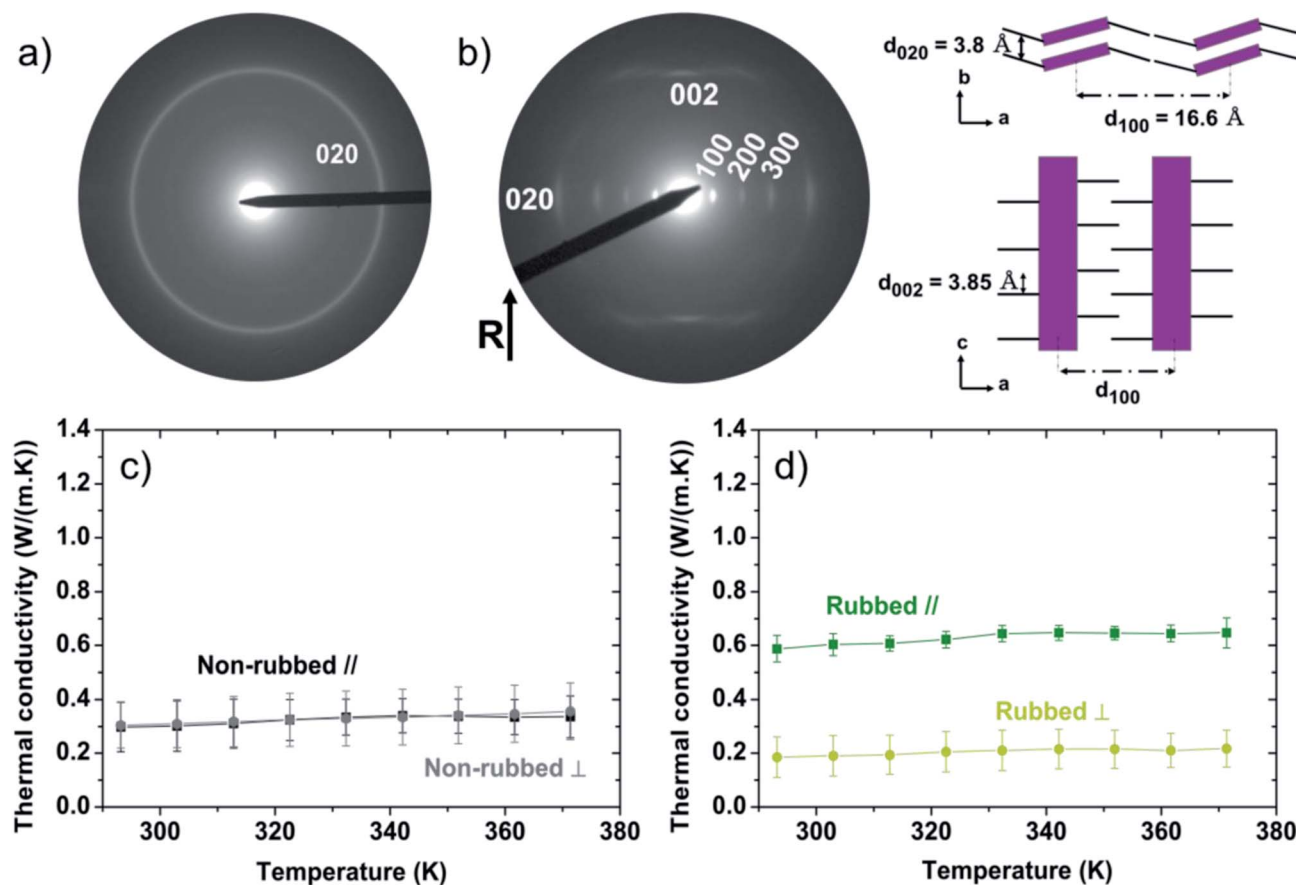 a)
020
b)
002
100
200
300
020
R
d020 = 3.8 Å
b
a
d100 = 16.6 Å
d002 = 3.85 Å
c
a
d100
c)
Thermal conductivity (W/(m.K))
1.4
1.2
1.0
0.8
0.6
0.4
0.2
0.0
Non-rubbed //
Non-rubbed ⊥
300 320 340 360 380
Temperature (K)
d)
Thermal conductivity (W/(m.K))
1.4
1.2
1.0
0.8
0.6
0.4
0.2
0.0
Rubbed //
Rubbed ⊥
300 320 340 360 380
Temperature (K)